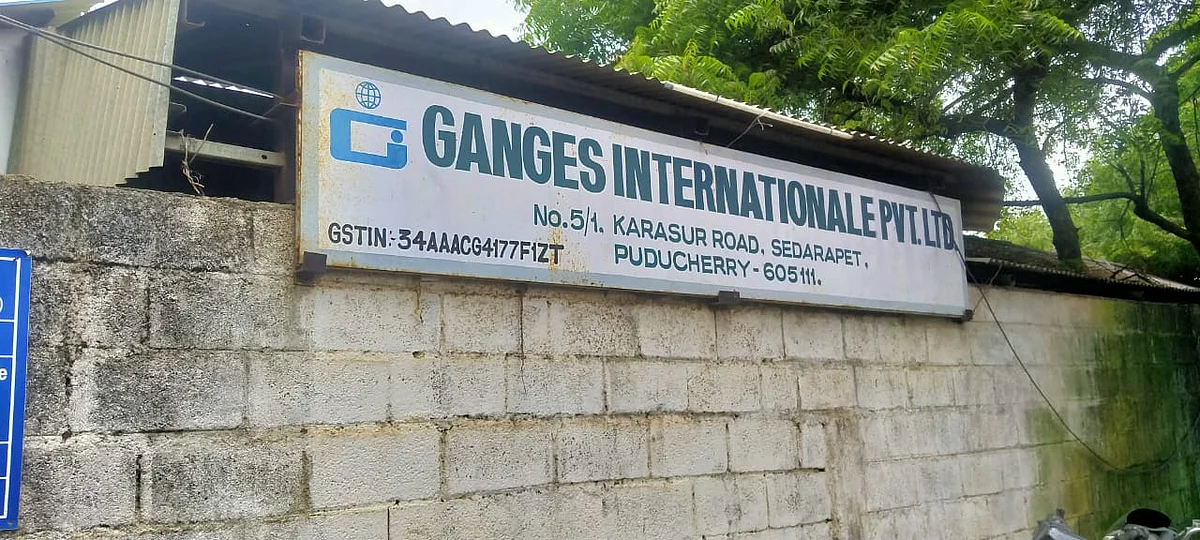 GANGES INTERNATIONALE PVT. LTD.
No.5/1, KARASUR ROAD, SEDARAPET,
GSTIN:-34AAACG4177F1ZT
PUDUCHERRY-605111.
e